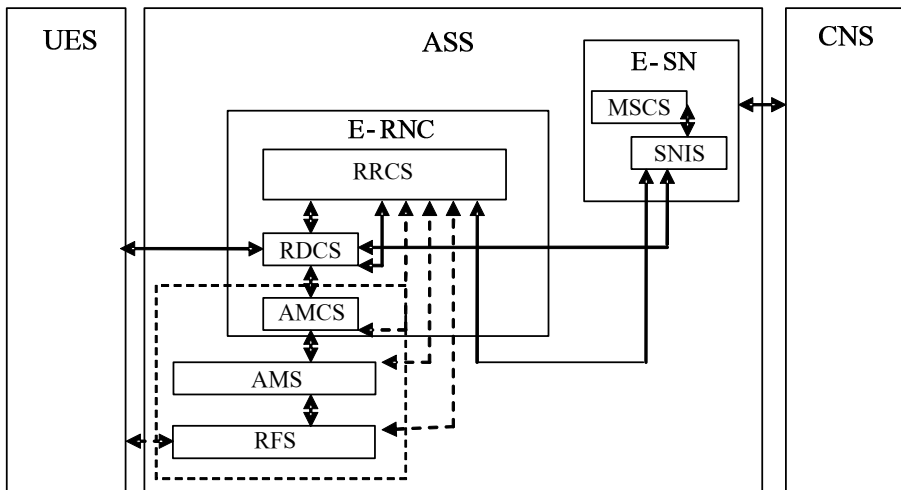 UES
ASS
CNS
E-SN
MSCS
SNIS
E-RNC
RRCS
RDCS
AMCS
AMS
RFS